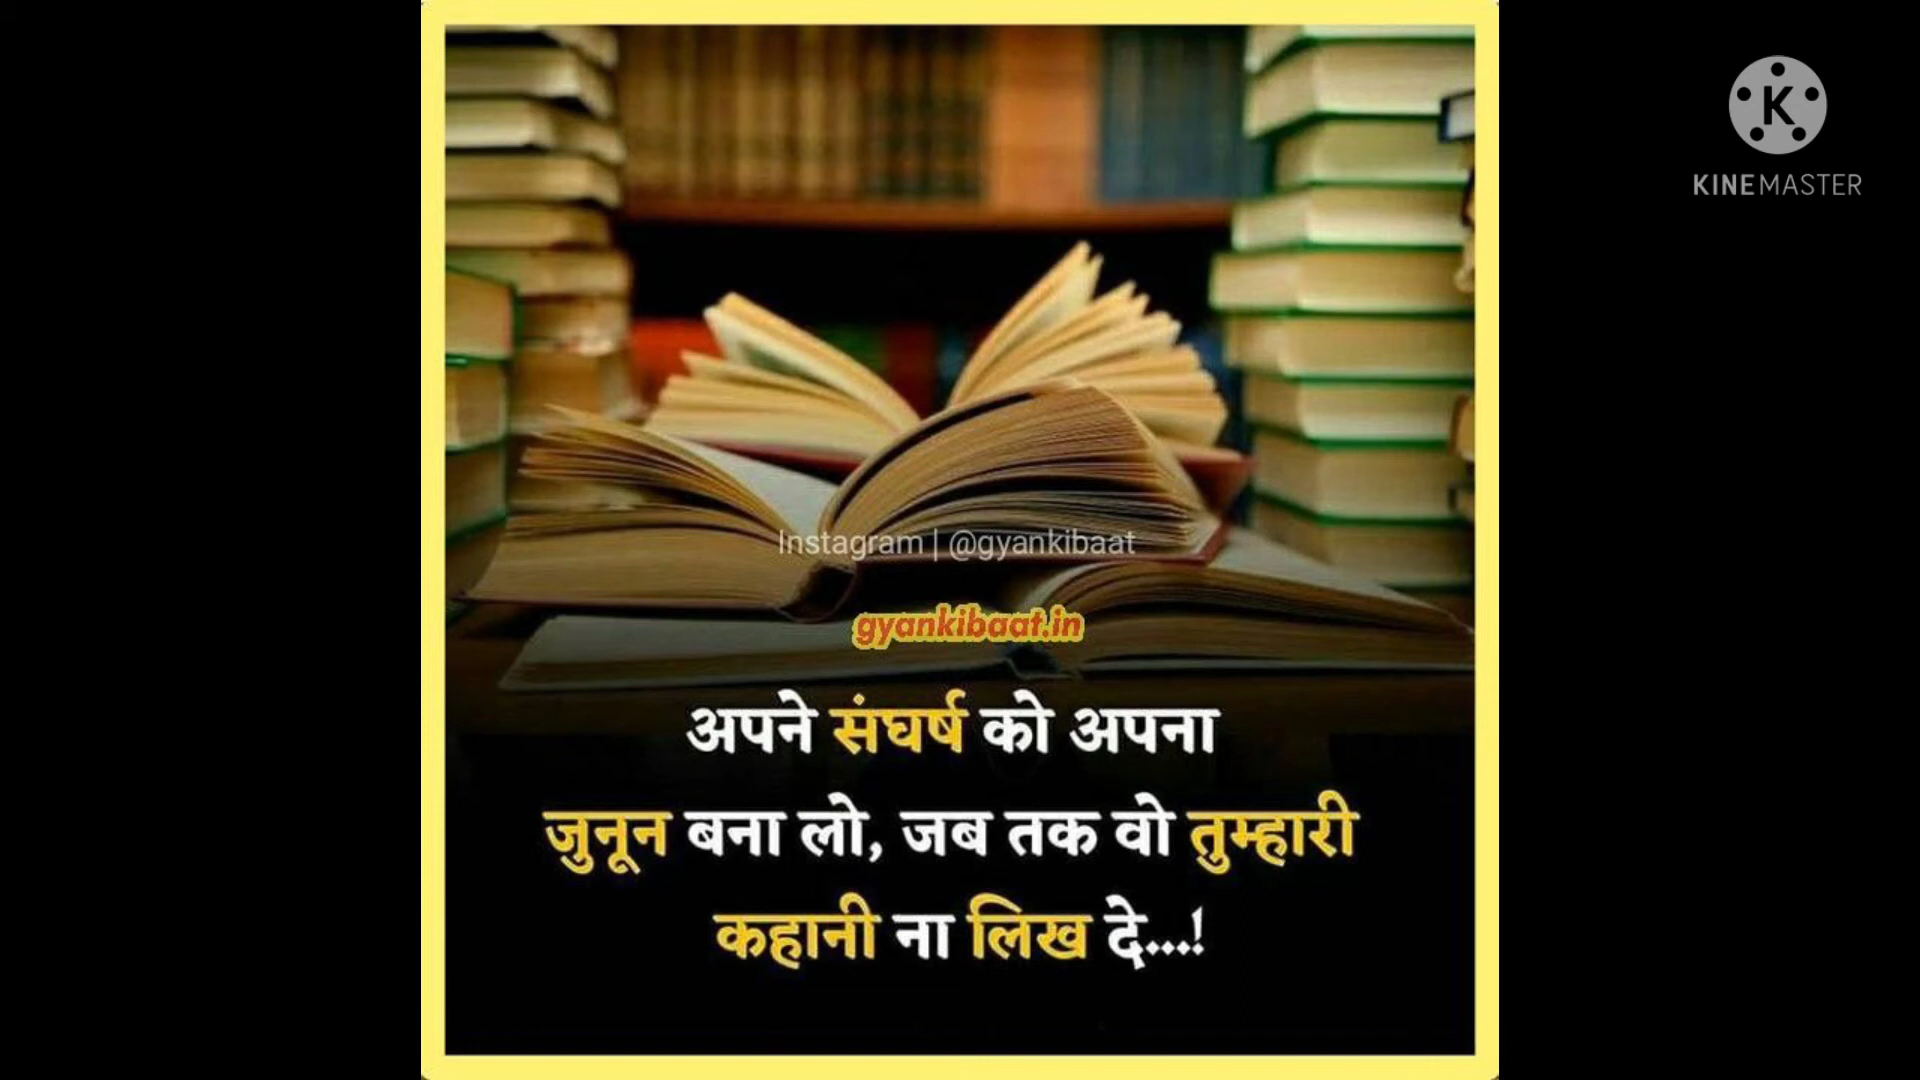 KINEMASTER
Instagram | @gyankibaat
gyankibaat.in
अपने संघर्ष को अपना
जुनून बना लो, जब तक वो तुम्हारी
कहानी ना लिख दे...!